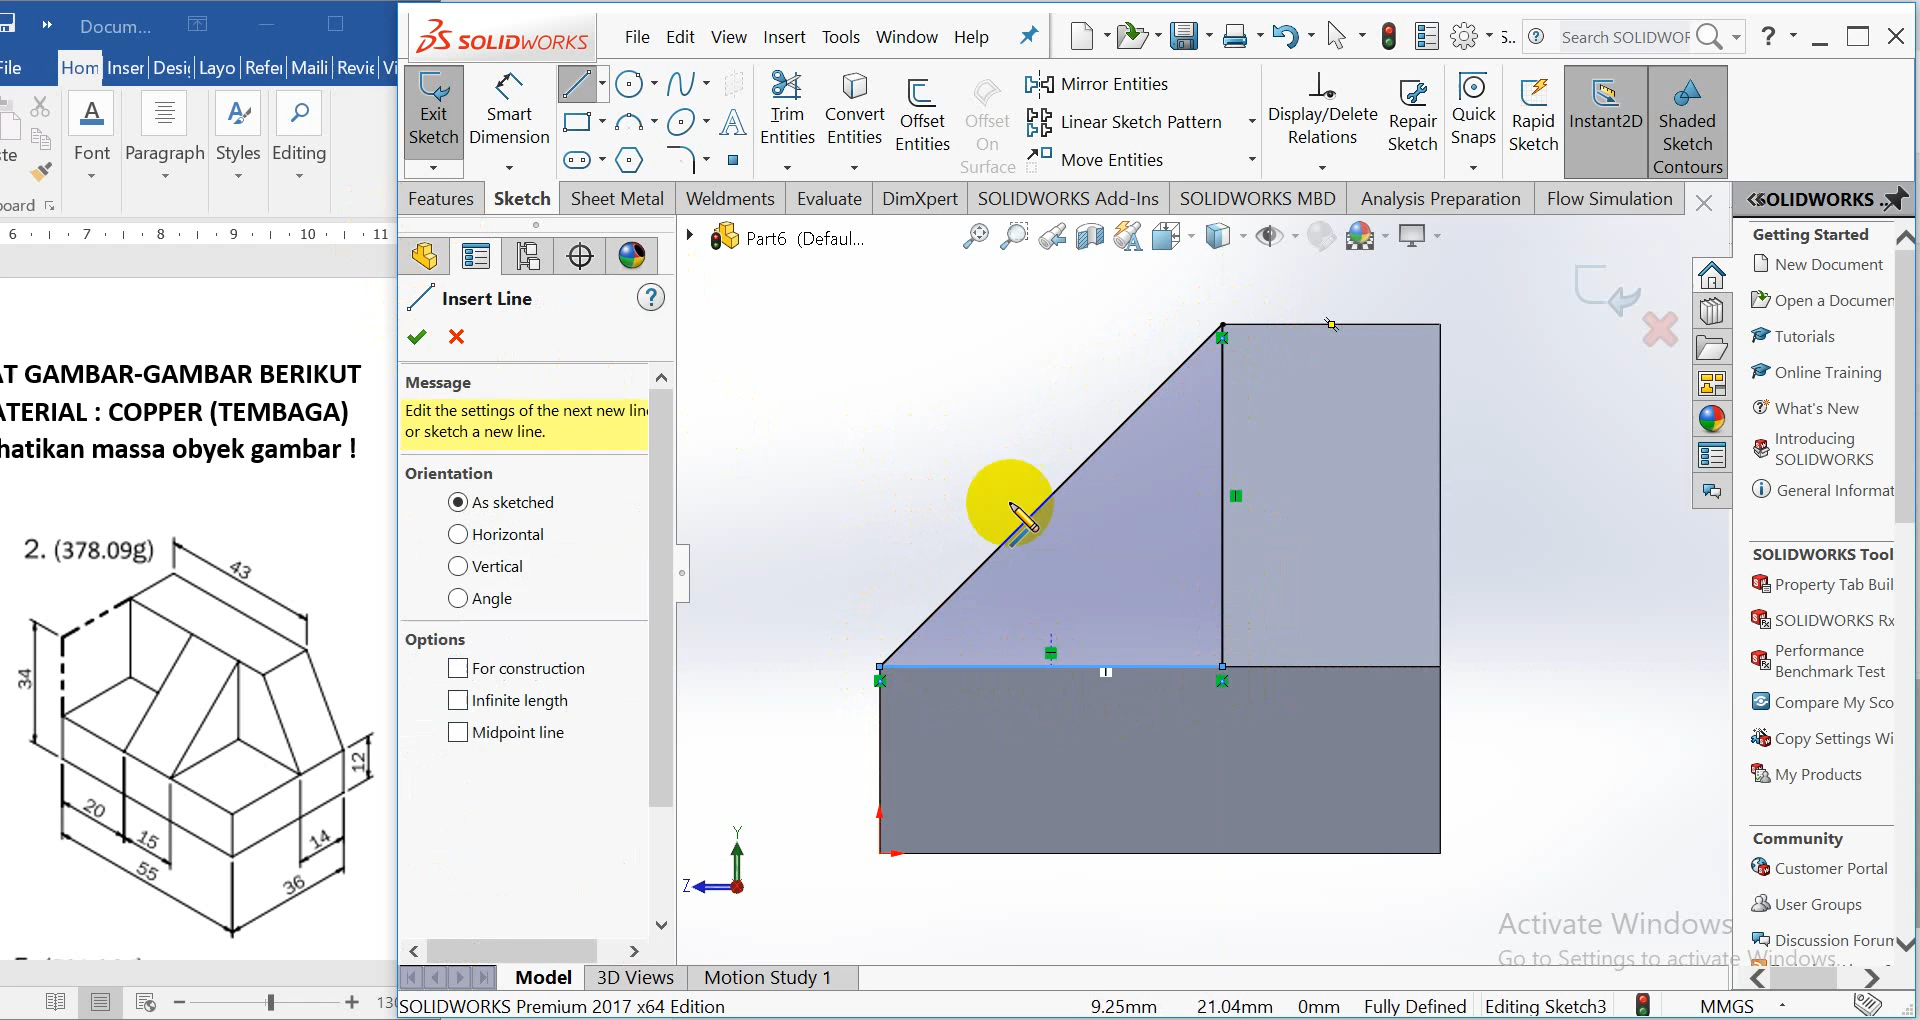 Docum...
File
Hom
Inser
Desig
Layo
Refer
Maili
Revie
Font
Paragraph
Styles
Editing
6 7 8 9 10 11
GAMBAR-GAMBAR BERIKUT
: COPPER (TEMBAGA)
massa obyek gambar !
2. (378.09g)
43
34
12
20
15
14
55
36
SOLIDWORKS
File Edit View Insert Tools Window Help
S..
Search SOLIDWOR
?
Exit Sketch
Smart Dimension
Trim Entities
Convert Entities
Offset Entities
Offset On Surface
Mirror Entities
Linear Sketch Pattern
Move Entities
Display/Delete Relations
Repair Sketch
Quick Snaps
Rapid Sketch
Instant2D
Shaded Sketch Contours
Features
Sketch
Sheet Metal
Weldments
Evaluate
DimXpert
SOLIDWORKS Add-Ins
SOLIDWORKS MBD
Analysis Preparation
Flow Simulation
Part6 (Defaul...
Insert Line
?
Message
Edit the settings of the next new line
or sketch a new line.
Orientation
As sketched
Horizontal
Vertical
Angle
Options
For construction
Infinite length
Midpoint line
Y
Z
SOLIDWORKS ...
Getting Started
New Document
Open a Documen
Tutorials
Online Training
What's New
Introducing
SOLIDWORKS
General Informat
SOLIDWORKS Tool
Property Tab Buil
SOLIDWORKS Rx
Performance
Benchmark Test
Compare My Sco
Copy Settings Wi
My Products
Community
Customer Portal
User Groups
Discussion Forum
Activate Windows
Go to Settings to activate Windows.
Model
3D Views
Motion Study 1
SOLIDWORKS Premium 2017 x64 Edition
9.25mm
21.04mm
0mm
Fully Defined
Editing Sketch3
MMGS